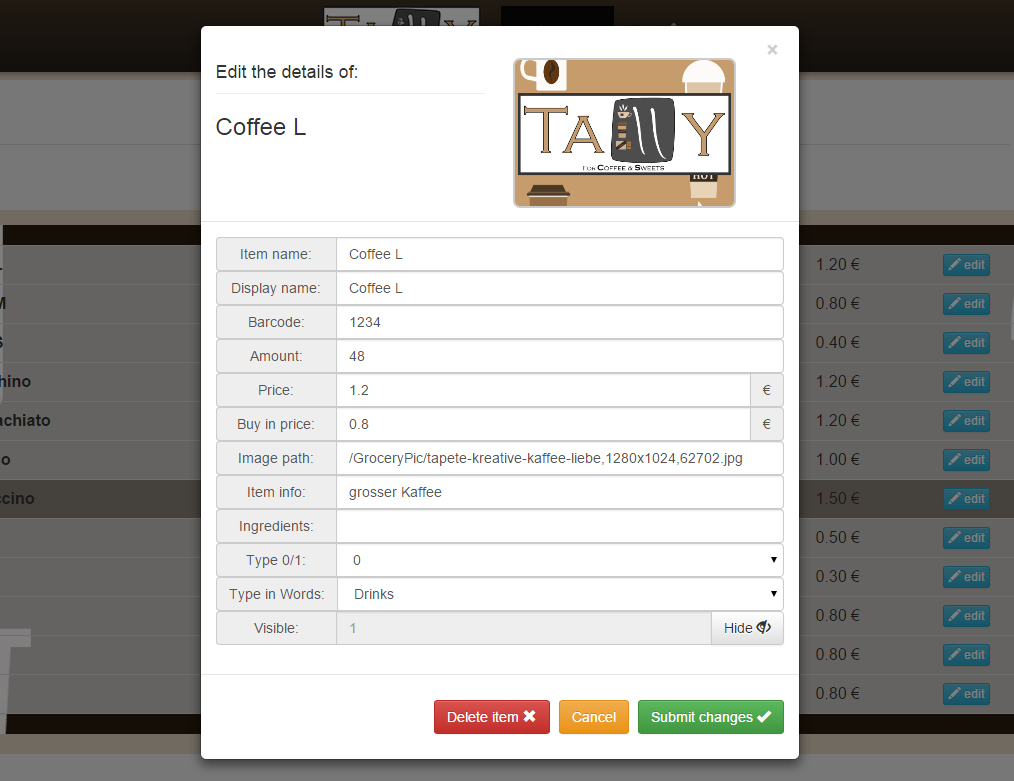 ×
Edit the details of:
Coffee L
TALLY
FOR COFFEE & SWEETS
HOT
Item name: Coffee L
Display name: Coffee L
Barcode: 1234
Amount: 48
Price: 1.2 €
Buy in price: 0.8 €
Image path: /GroceryPic/tapete-kreative-kaffee-liebe,1280x1024,62702.jpg
Item info: grosser Kaffee
Ingredients:
Type 0/1: 0
Type in Words: Drinks
Visible: 1 Hide
Delete item Cancel Submit changes
1.20 € edit
M 0.80 € edit
S 0.40 € edit
hino 1.20 € edit
achiato 1.20 € edit
o 1.00 € edit
ccino 1.50 € edit
0.50 € edit
0.30 € edit
0.80 € edit
0.80 € edit
0.80 € edit